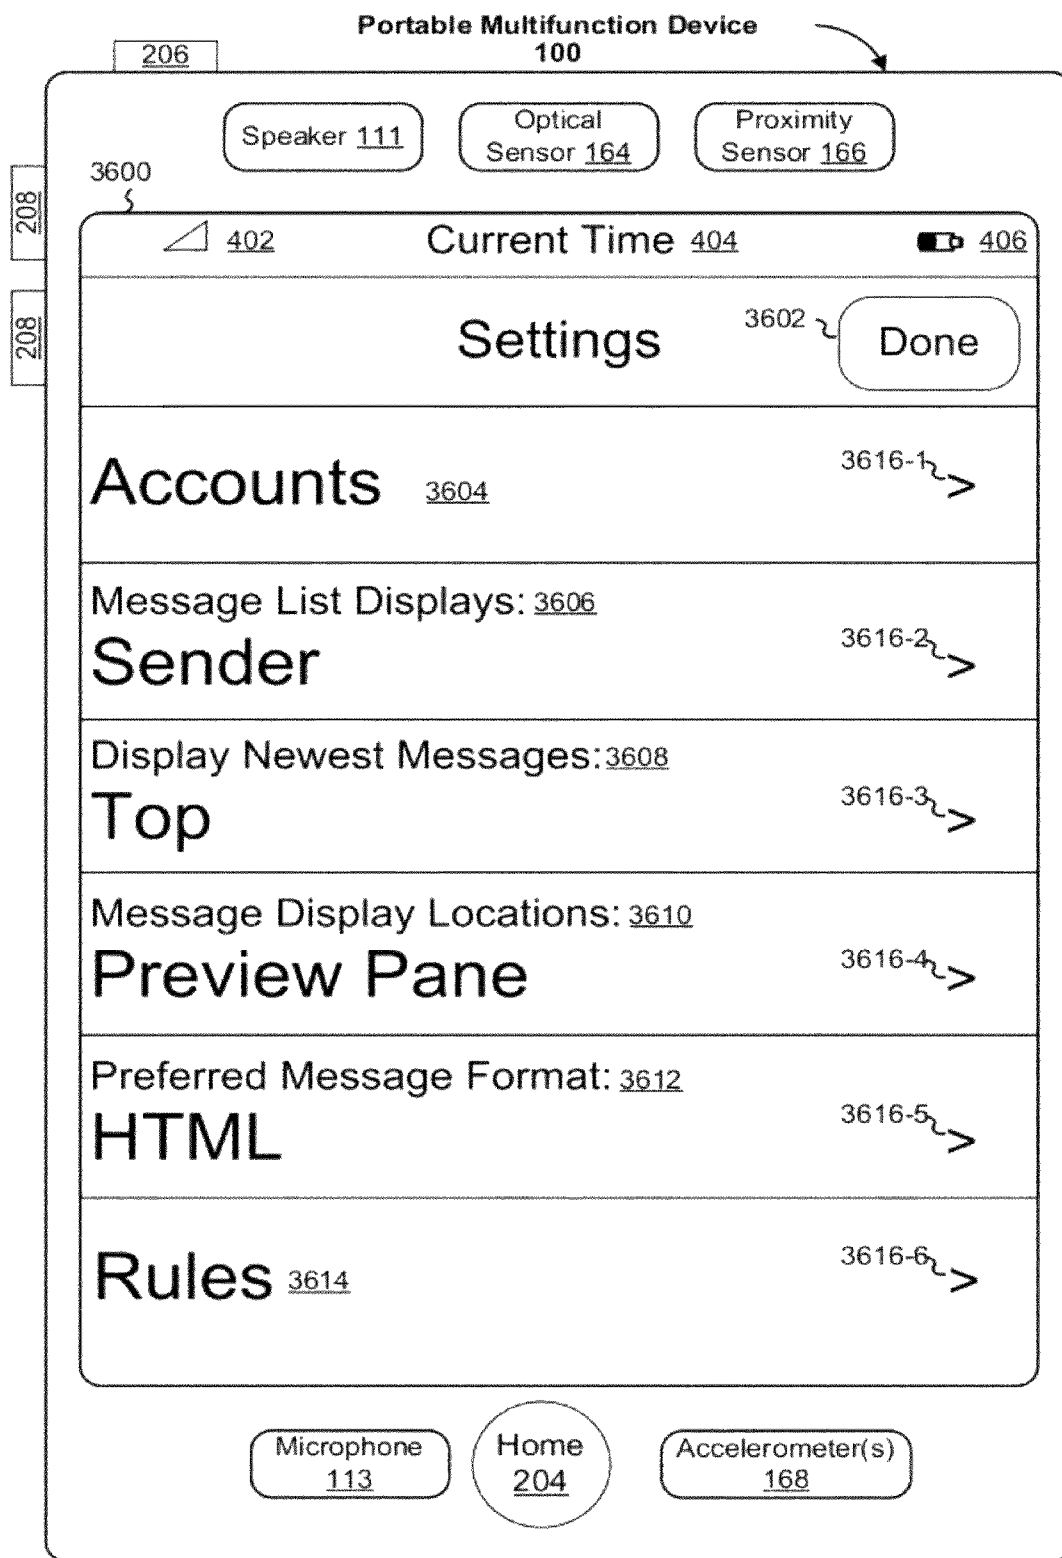 Portable Multifunction Device
100
206
Speaker 111
Optical
Sensor 164
Proximity
Sensor 166
208
208
3600
402
Current Time 404
406
Settings
3602
Done
Accounts 3604
3616-1
>
Message List Displays: 3606
Sender
3616-2
>
Display Newest Messages: 3608
Top
3616-3
>
Message Display Locations: 3610
Preview Pane
3616-4
>
Preferred Message Format: 3612
HTML
3616-5
>
Rules 3614
3616-6
>
Microphone
113
Home
204
Accelerometer(s)
168